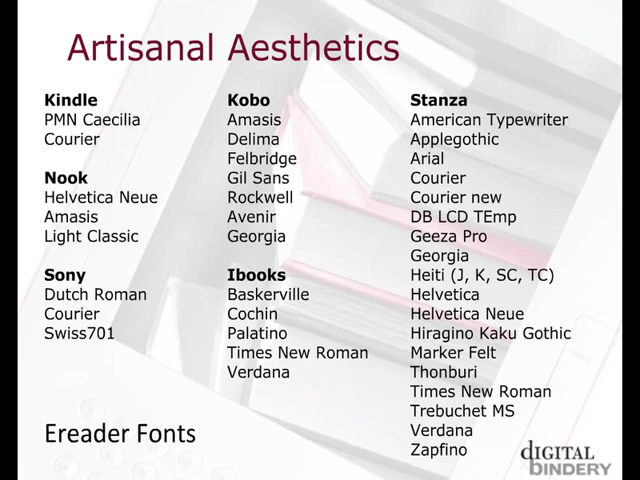 Artisanal Aesthetics
Kindle
PMN Caecilia
Courier
Nook
Helvetica Neue
Amasis
Light Classic
Sony
Dutch Roman
Courier
Swiss701
Kobo
Amasis
Delima
Felbridge
Gil Sans
Rockwell
Avenir
Georgia
Ibooks
Baskerville
Cochin
Palatino
Times New Roman
Verdana
Stanza
American Typewriter
Applegothic
Arial
Courier
Courier new
DB LCD TEmp
Geeza Pro
Georgia
Heiti (J, K, SC, TC)
Helvetica
Helvetica Neue
Hiragino Kaku Gothic
Marker Felt
Thonburi
Times New Roman
Trebuchet MS
Verdana
Zapfino
Ereader Fonts
dIGITAL
bINDERY